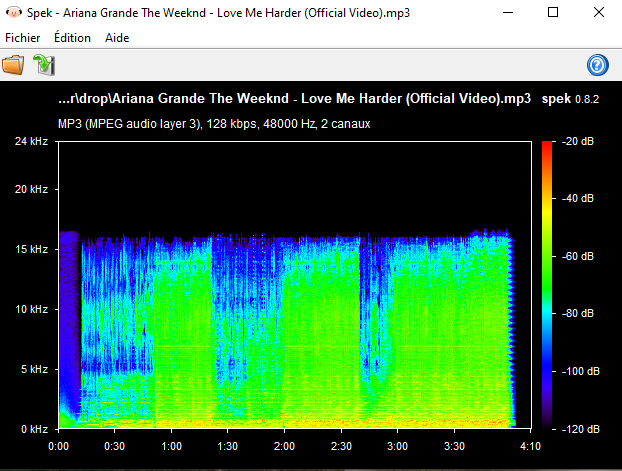 Spek - Ariana Grande The Weeknd - Love Me Harder (Official Video).mp3
Fichier Édition Aide
...r\drop\Ariana Grande The Weeknd - Love Me Harder (Official Video).mp3 spek 0.8.2
MP3 (MPEG audio layer 3), 128 kbps, 48000 Hz, 2 canaux
24 kHz -20 dB
20 kHz -40 dB
15 kHz -60 dB
10 kHz -80 dB
5 kHz -100 dB
0 kHz -120 dB
0:00 0:30 1:00 1:30 2:00 2:30 3:00 3:30 4:10